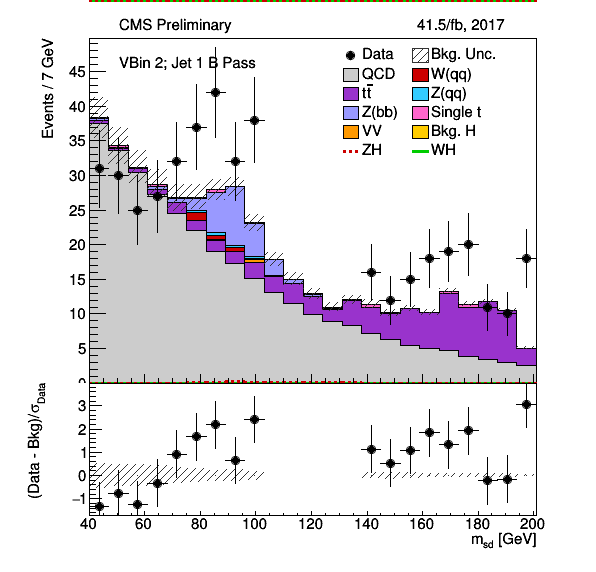 CMS Preliminary 41.5/fb, 2017
VBin 2; Jet 1 B Pass
Data Bkg. Unc.
QCD W(qq)
tt̄ Z(qq)
Z(bb) Single t
VV Bkg. H
ZH WH
Events / 7 GeV
45
40
35
30
25
20
15
10
5
0
(Data - Bkg)/σData
3
2
1
0
−1
40 60 80 100 120 140 160 180 200
msd [GeV]